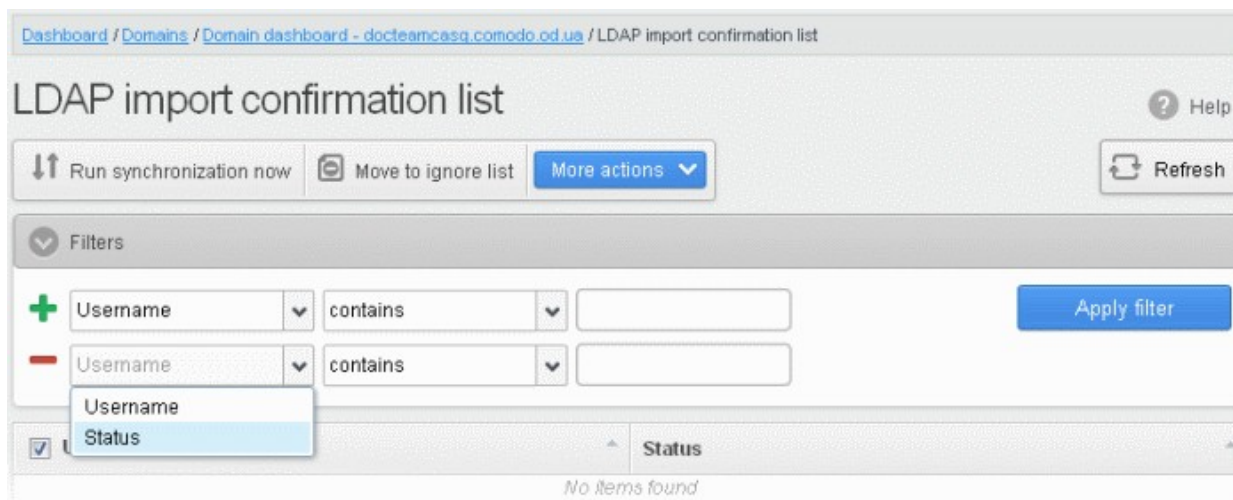 Dashboard / Domains / Domain dashboard - docteamcasg.comodo.od.ua / LDAP import confirmation list
LDAP import confirmation list
Help
Run synchronization now
Move to ignore list
More actions
Refresh
Filters
Username
contains
Apply filter
Username
contains
Username
Status
Status
No items found